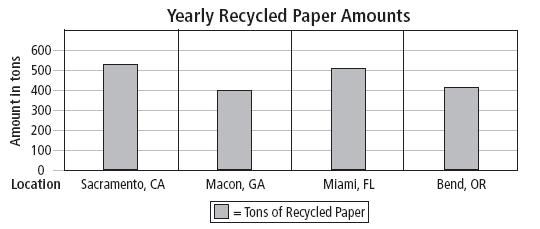 Yearly Recycled Paper Amounts
Amount in tons
600
500
400
300
200
100
0
Location Sacramento, CA Macon, GA Miami, FL Bend, OR
= Tons of Recycled Paper